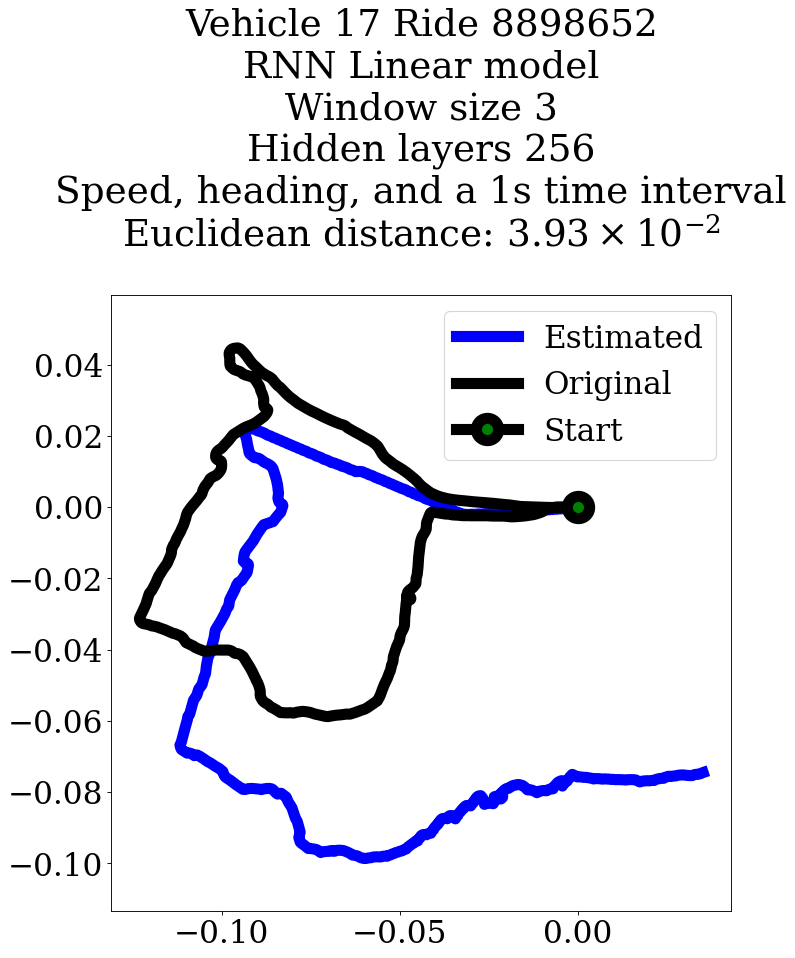 Vehicle 17 Ride 8898652
RNN Linear model
Window size 3
Hidden layers 256
Speed, heading, and a 1s time interval
Euclidean distance: 3.93 × 10⁻²
Estimated
Original
Start
0.04
0.02
0.00
−0.02
−0.04
−0.06
−0.08
−0.10
−0.10 −0.05 0.00